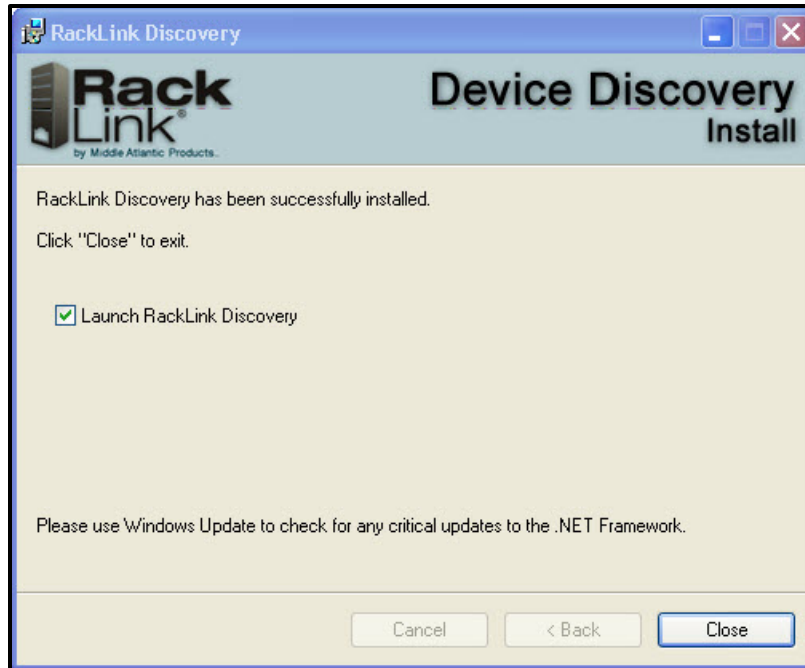 RackLink Discovery
Rack
Link®
by Middle Atlantic Products
Device Discovery
Install
RackLink Discovery has been successfully installed.
Click "Close" to exit.
Launch RackLink Discovery
Please use Windows Update to check for any critical updates to the .NET Framework.
Cancel
< Back
Close